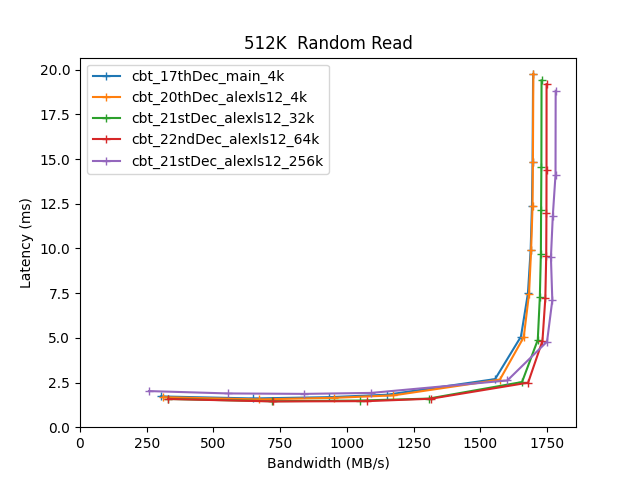 512K  Random Read
cbt_17thDec_main_4k
cbt_20thDec_alexls12_4k
cbt_21stDec_alexls12_32k
cbt_22ndDec_alexls12_64k
cbt_21stDec_alexls12_256k
Latency (ms)
20.0
17.5
15.0
12.5
10.0
7.5
5.0
2.5
0.0
0 250 500 750 1000 1250 1500 1750
Bandwidth (MB/s)